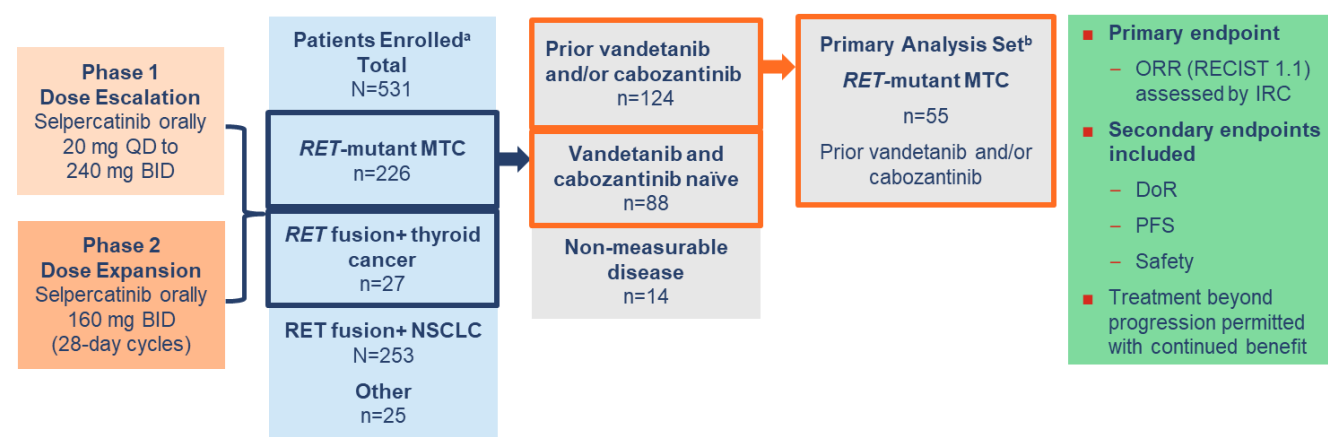 Phase 1
Dose Escalation
Selpercatinib orally
20 mg QD to
240 mg BID
Phase 2
Dose Expansion
Selpercatinib orally
160 mg BID
(28-day cycles)
Patients Enrolledᵃ
Total
N=531
RET-mutant MTC
n=226
RET fusion+ thyroid
cancer
n=27
RET fusion+ NSCLC
N=253
Other
n=25
Prior vandetanib
and/or cabozantinib
n=124
Vandetanib and
cabozantinib naïve
n=88
Non-measurable
disease
n=14
Primary Analysis Setᵇ
RET-mutant MTC
n=55
Prior vandetanib and/or
cabozantinib
■ Primary endpoint
– ORR (RECIST 1.1)
assessed by IRC
■ Secondary endpoints
included
– DoR
– PFS
– Safety
■ Treatment beyond
progression permitted
with continued benefit